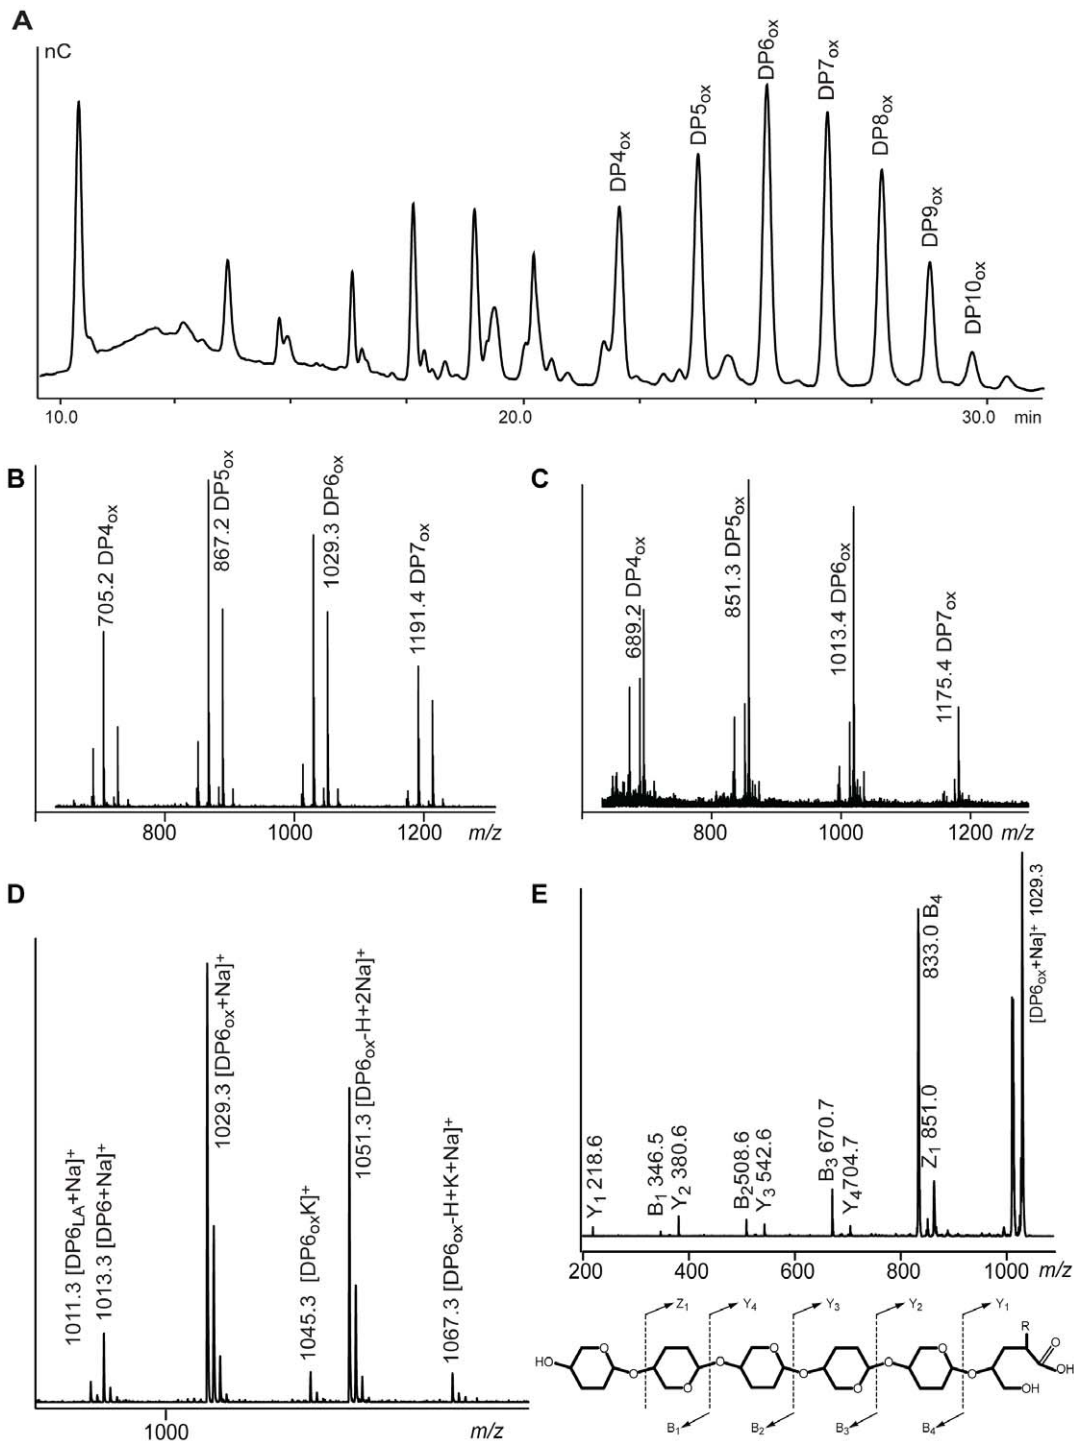 A
nC
DP4ox
DP5ox
DP6ox
DP7ox
DP8ox
DP9ox
DP10ox
10.0
20.0
30.0
min
B
705.2 DP4ox
867.2 DP5ox
1029.3 DP6ox
1191.4 DP7ox
800
1000
1200
m/z
C
689.2 DP4ox
851.3 DP5ox
1013.4 DP6ox
1175.4 DP7ox
800
1000
1200
m/z
D
1011.3 [DP6LA+Na]+
1013.3 [DP6+Na]+
1029.3 [DP6ox+Na]+
1045.3 [DP6oxK]+
1051.3 [DP6ox-H+2Na]+
1067.3 [DP6ox-H+K+Na]+
1000
m/z
E
Y1 218.6
B1 346.5
Y2 380.6
B2508.6
Y3 542.6
B3 670.7
Y4704.7
833.0 B4
Z1 851.0
[DP6ox+Na]+ 1029.3
200
400
600
800
1000
m/z
Z1
Y4
Y3
Y2
Y1
HO
O
O
O
O
O
O
O
O
O
O
R
O
OH
OH
B1
B2
B3
B4